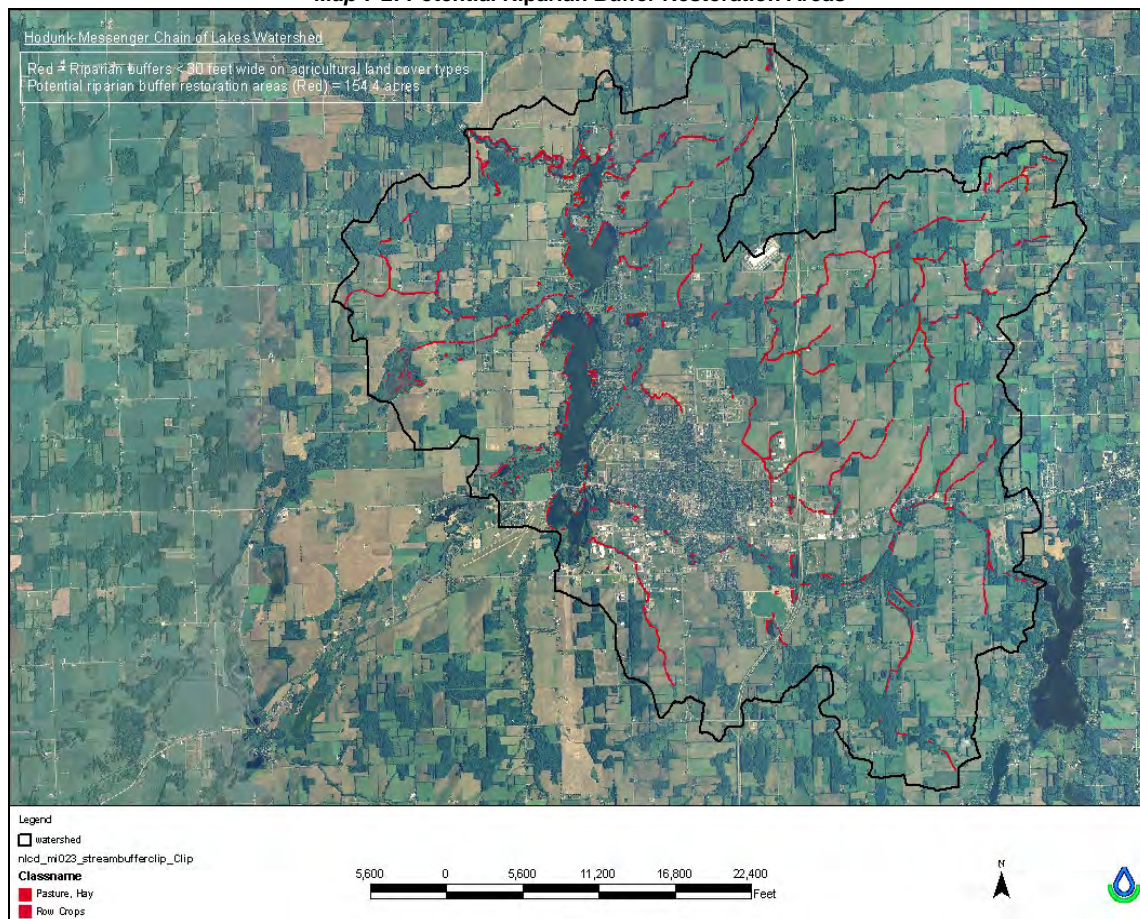 Hodunk-Messenger Chain of Lakes Watershed
Red = Riparian buffers < 30 feet wide on agricultural land cover types
Potential riparian buffer restoration areas (Red) = 154.4 acres
Legend
watershed
nlcd_mi023_streambufferclip_Clip
Classname
Pasture, Hay
Row Crops
5,600 0 5,600 11,200 16,800 22,400
Feet
N